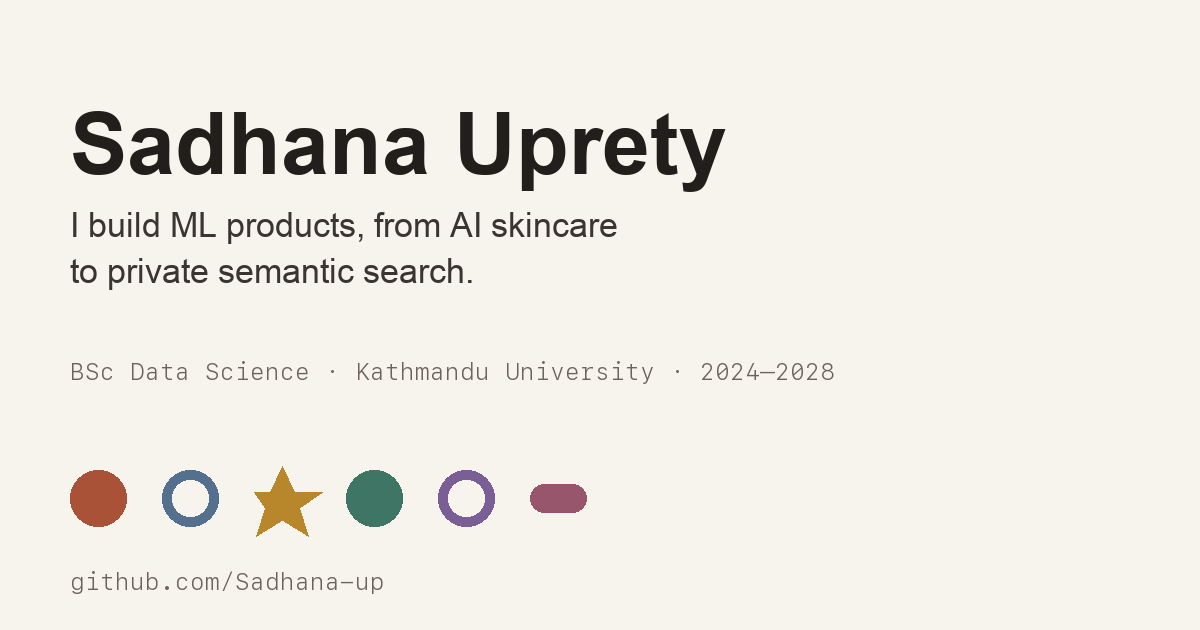 Sadhana Uprety
I build ML products, from AI skincare
to private semantic search.
BSc Data Science · Kathmandu University · 2024—2028
github.com/Sadhana-up